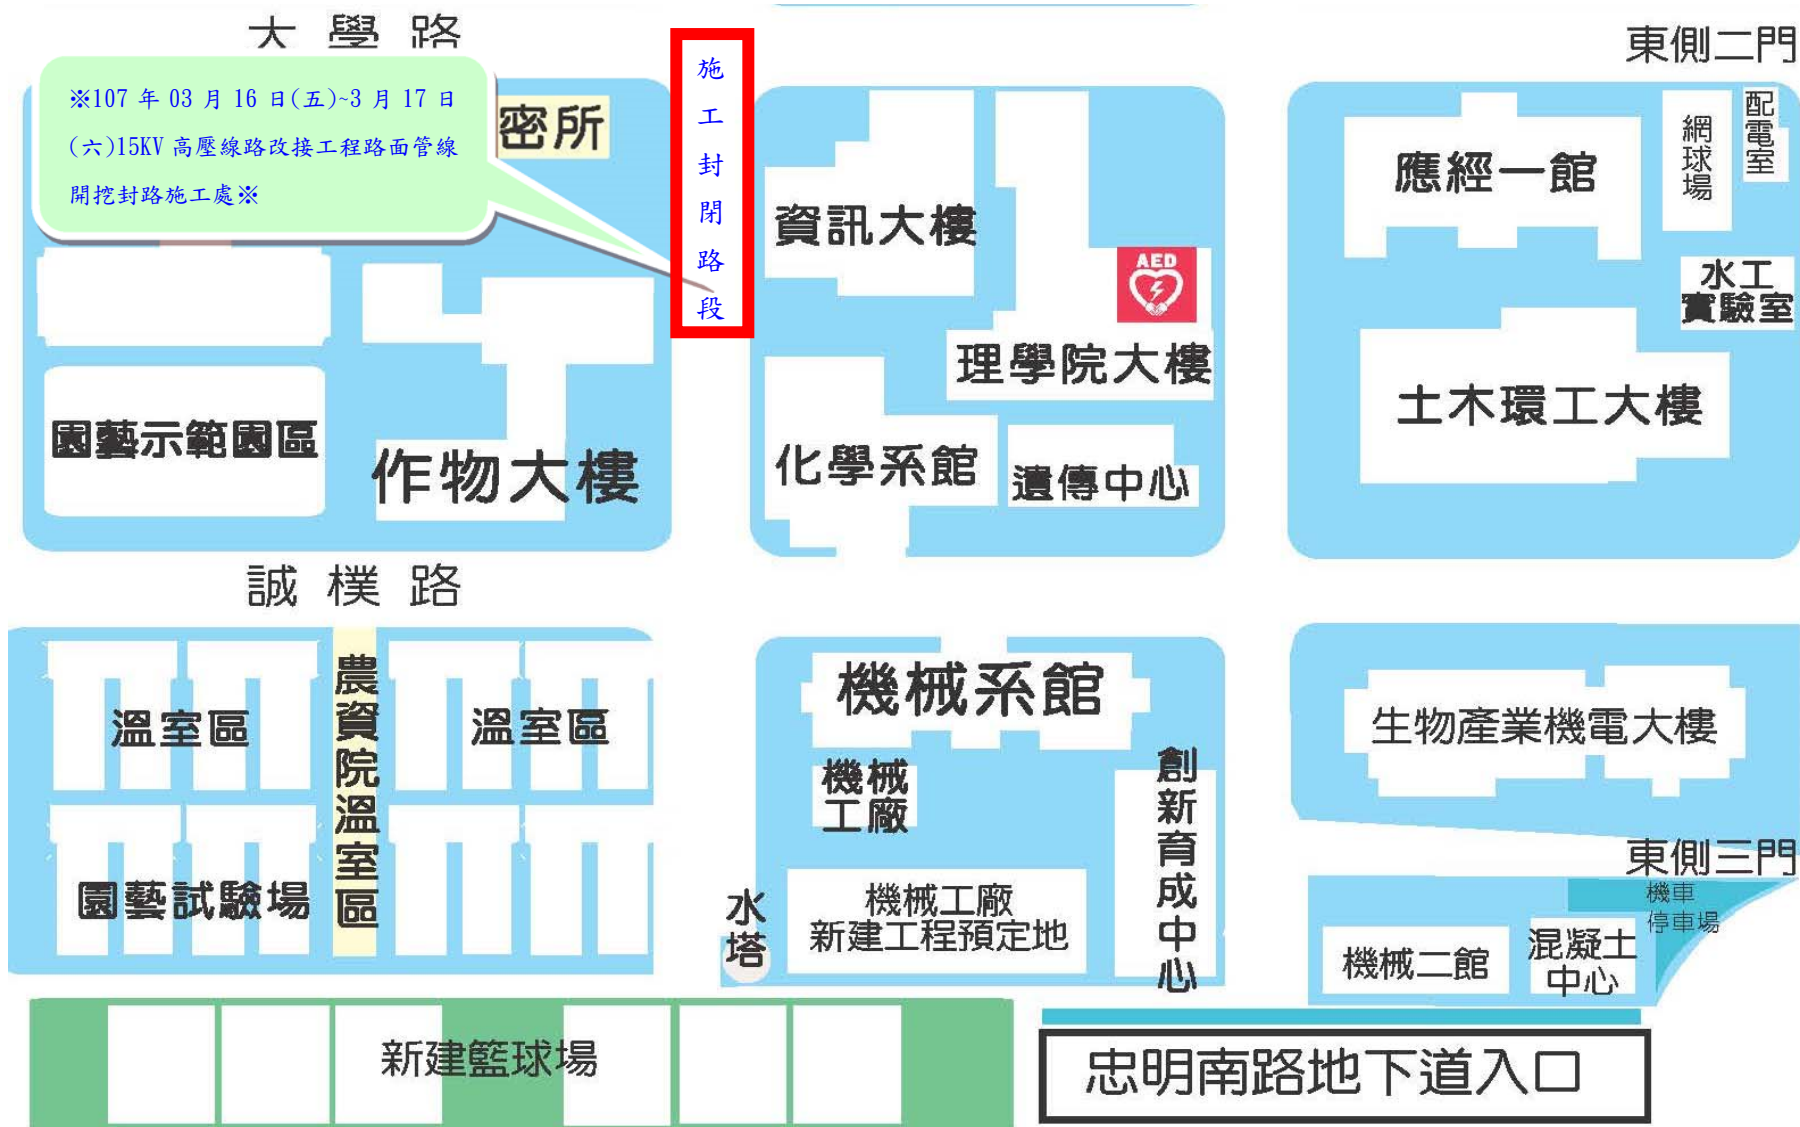 大學路
東側二門
※107 年 03 月 16 日(五)~3 月 17 日
(六)15KV 高壓線路改接工程路面管線
開挖封路施工處※
密所
施工封閉路段
資訊大樓
AED
理學院大樓
應經一館
網球場
配電室
水工
實驗室
土木環工大樓
園藝示範園區
作物大樓
化學系館
遺傳中心
誠樸路
溫室區
農資院溫室區
溫室區
園藝試驗場
機械系館
機械
工廠
創新育成中心
機械工廠
新建工程預定地
水塔
生物產業機電大樓
東側三門
機車
停車場
機械二館
混凝土
中心
新建籃球場
忠明南路地下道入口